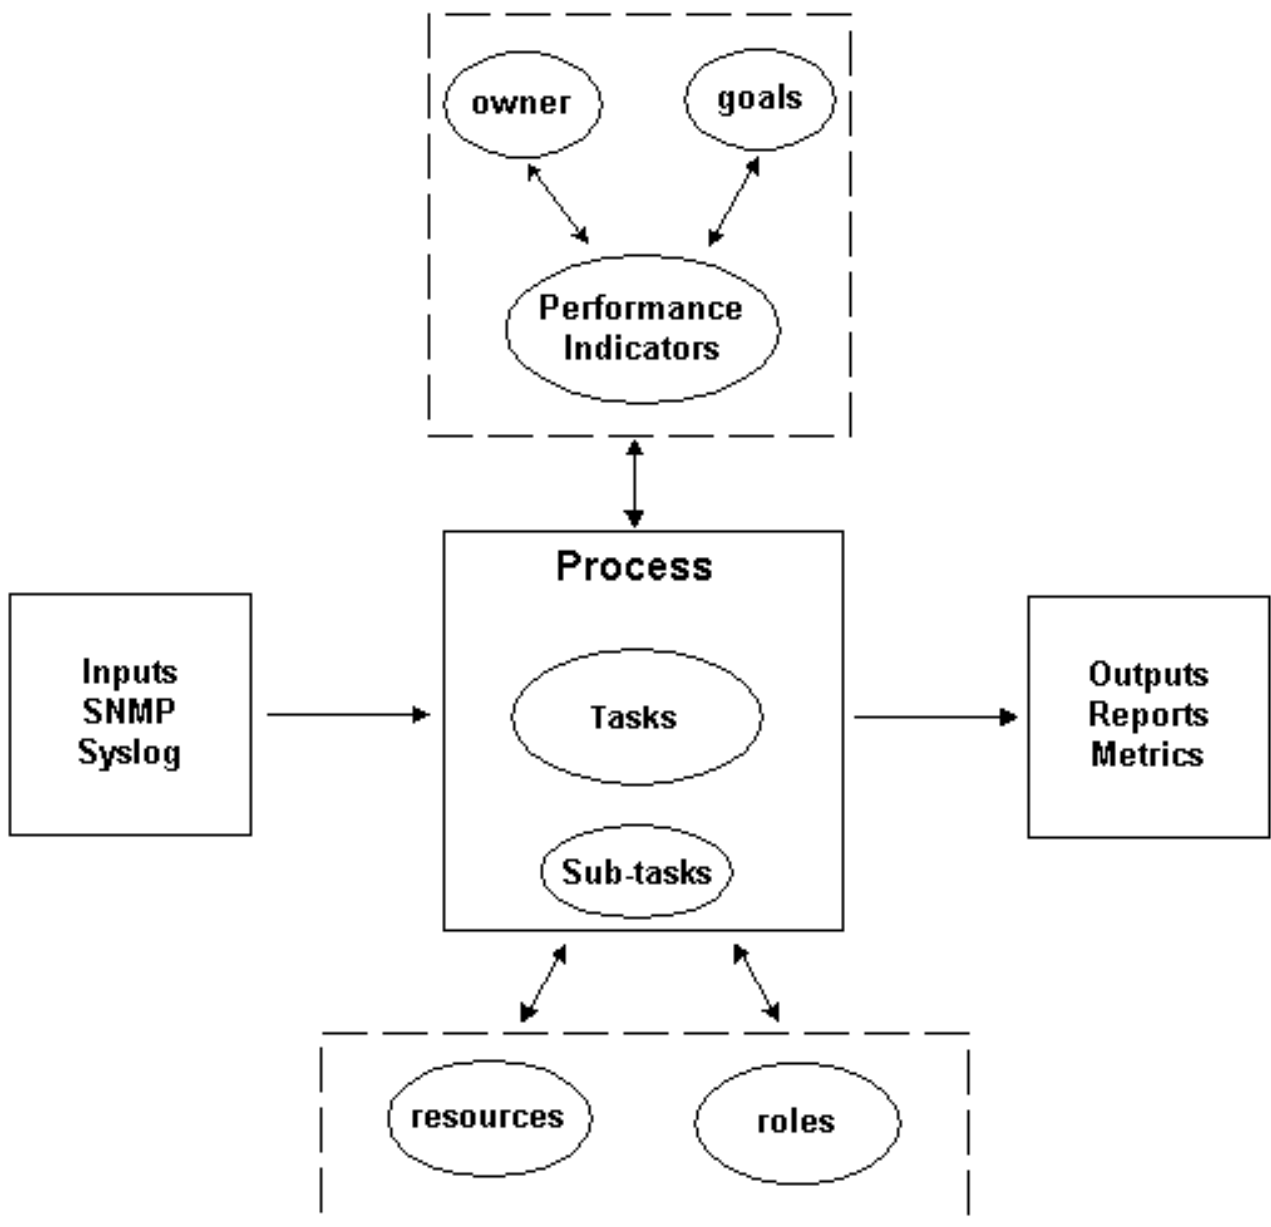 owner
goals
Performance
Indicators
Process
Inputs
SNMP
Syslog
Tasks
Outputs
Reports
Metrics
Sub-tasks
resources
roles